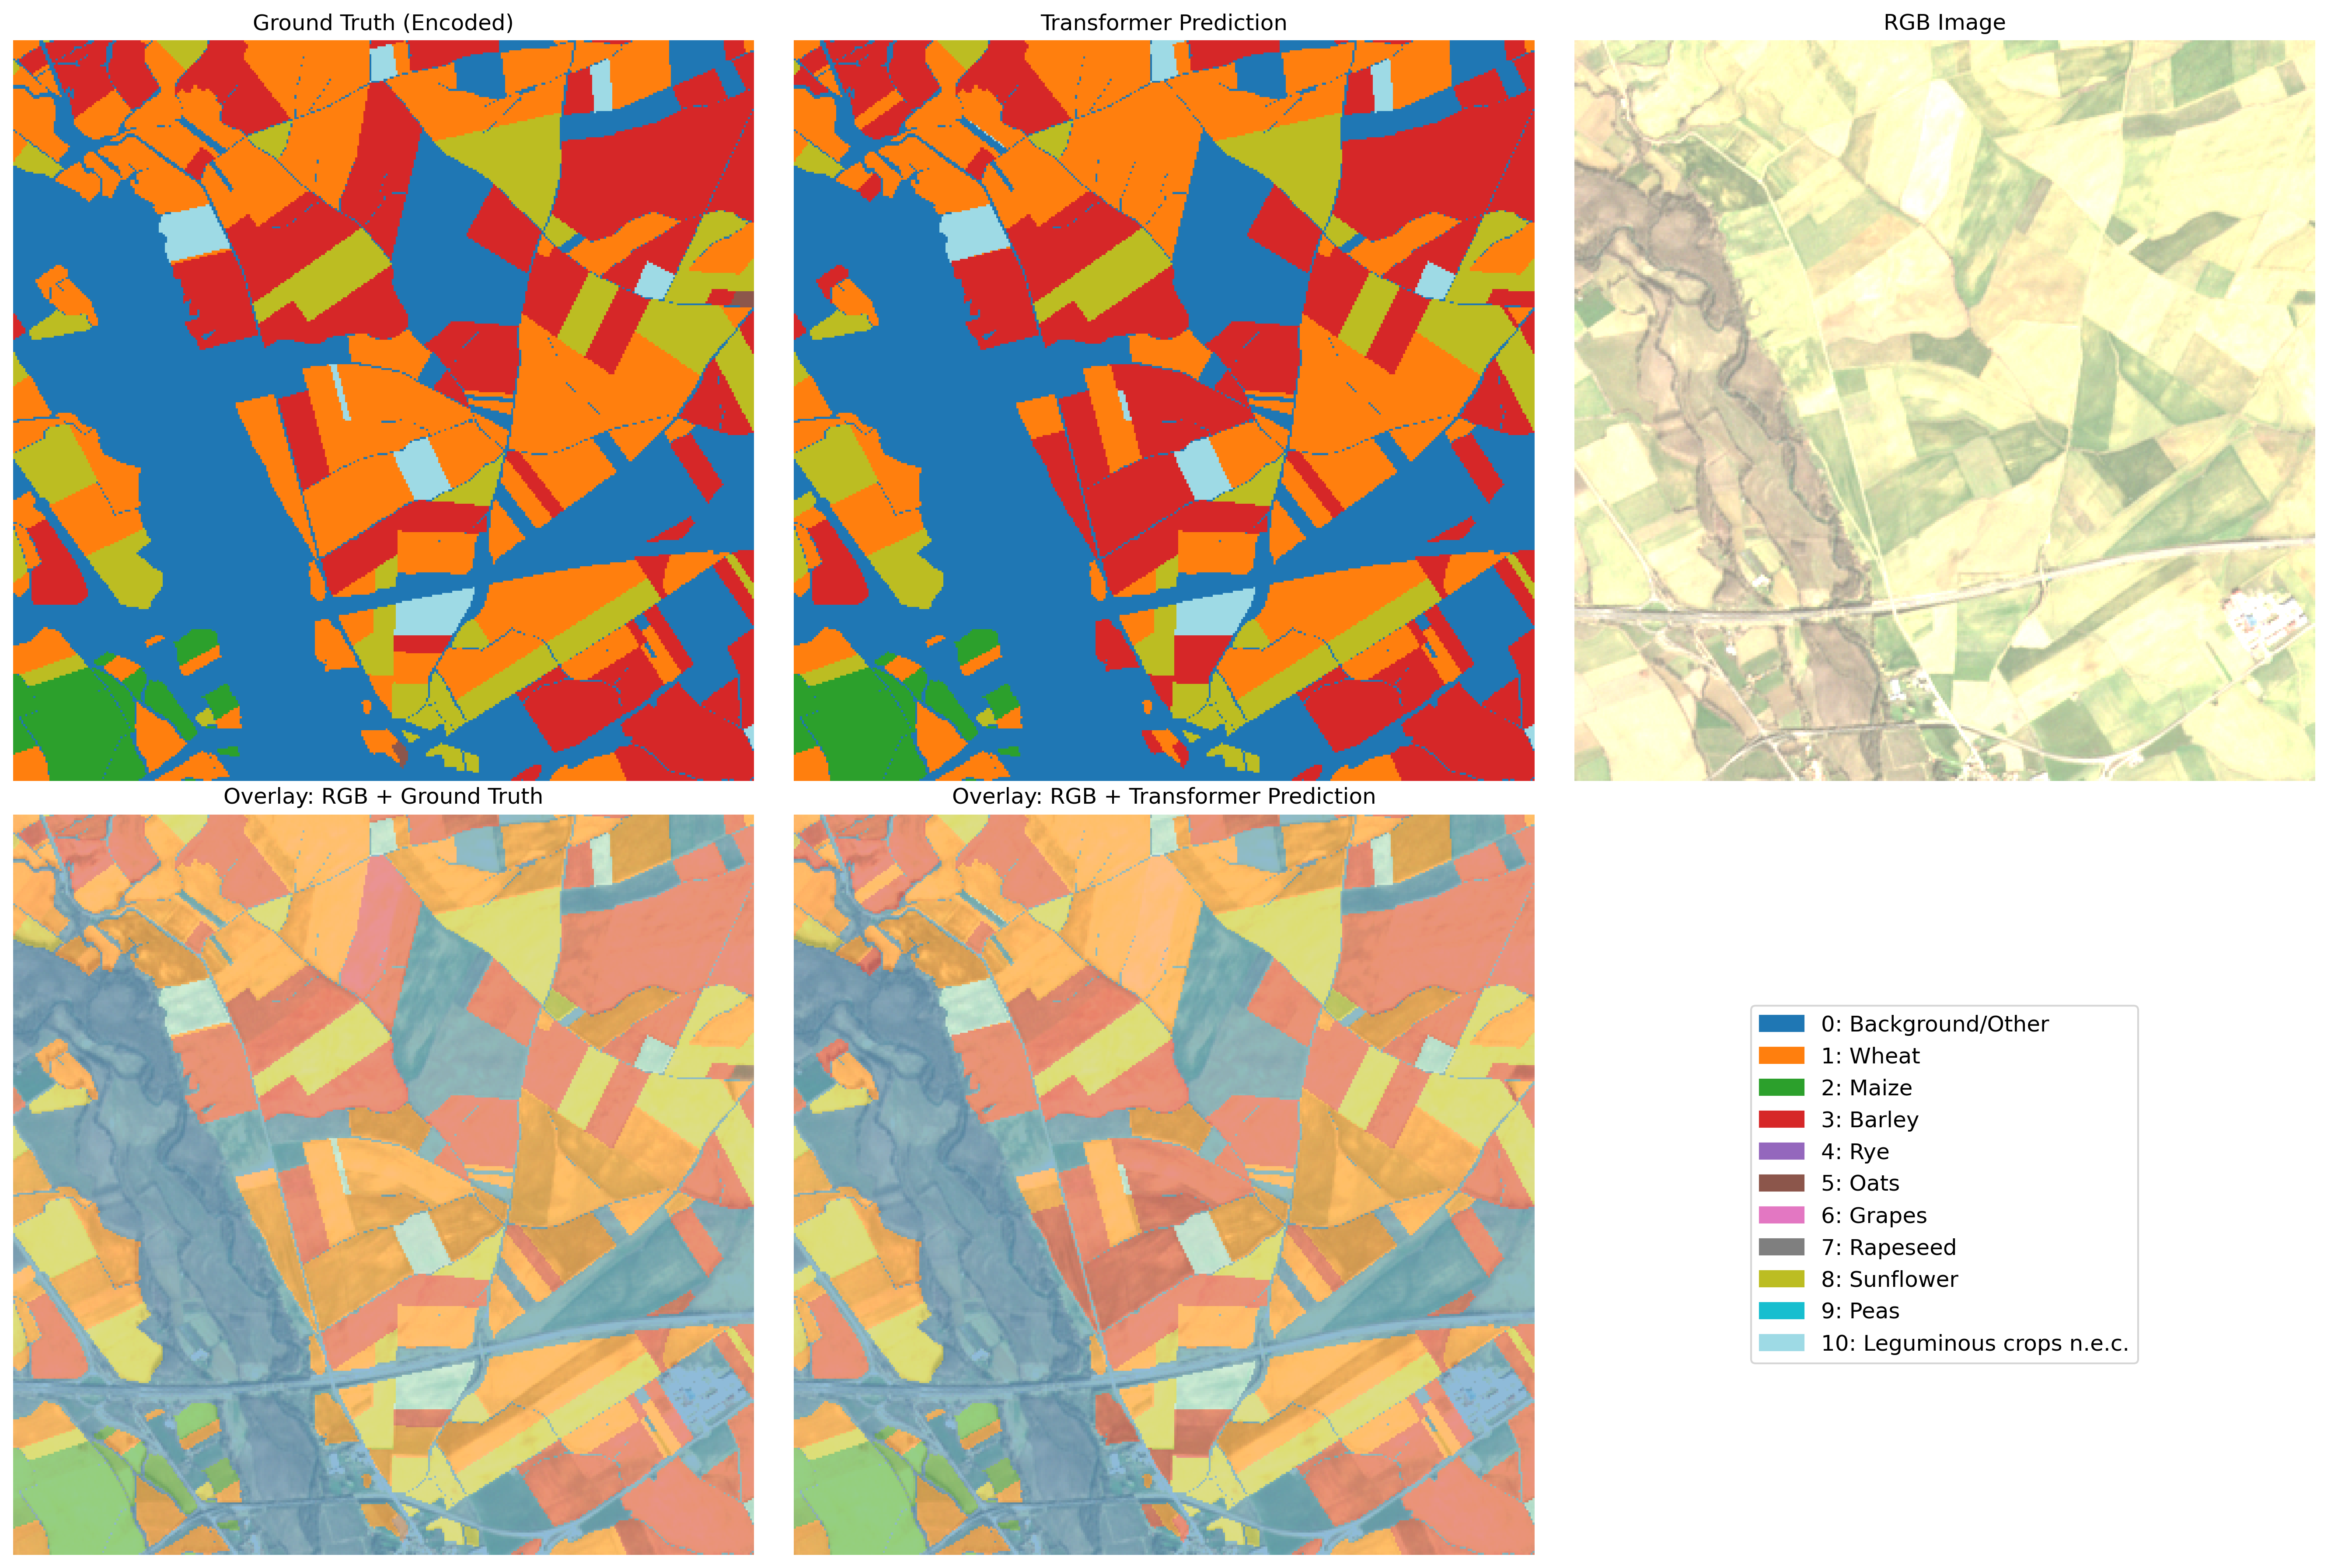 Ground Truth (Encoded)
Transformer Prediction
RGB Image
Overlay: RGB + Ground Truth
Overlay: RGB + Transformer Prediction
0: Background/Other
1: Wheat
2: Maize
3: Barley
4: Rye
5: Oats
6: Grapes
7: Rapeseed
8: Sunflower
9: Peas
10: Leguminous crops n.e.c.